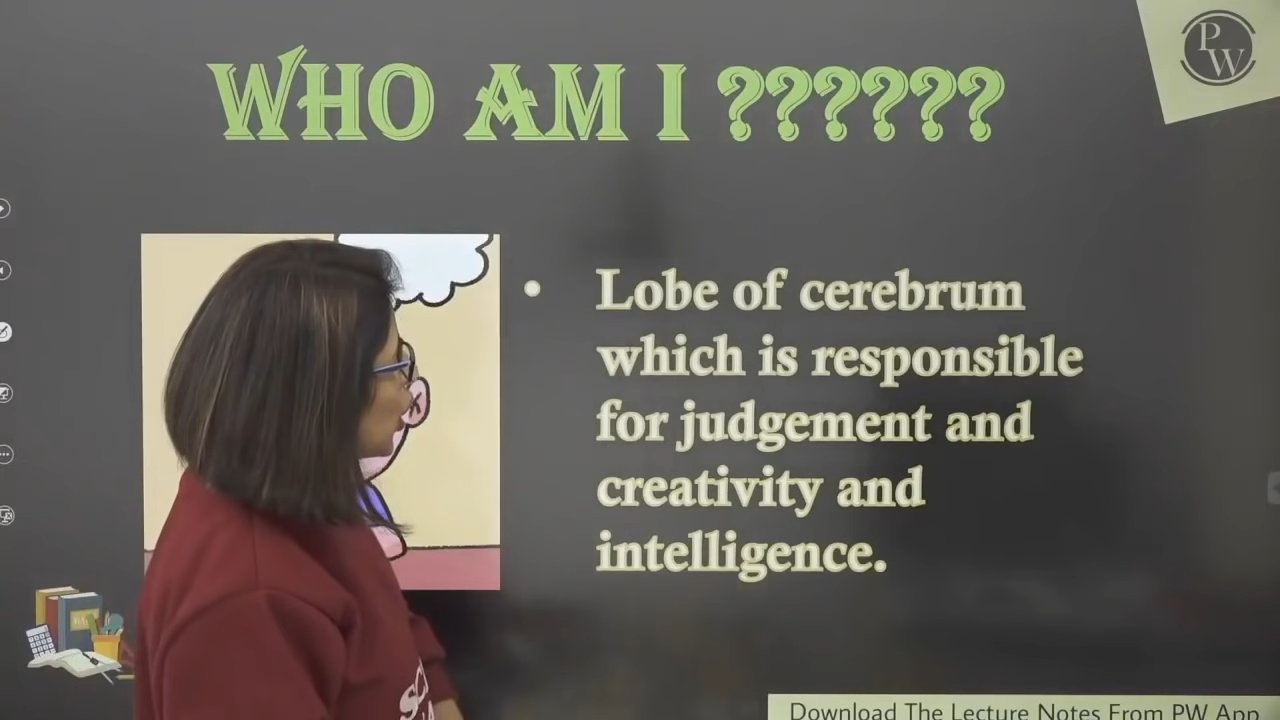 WHO AM I ??????
PW
• Lobe of cerebrum
which is responsible
for judgement and
creativity and
intelligence.
Download The Lecture Notes From PW App